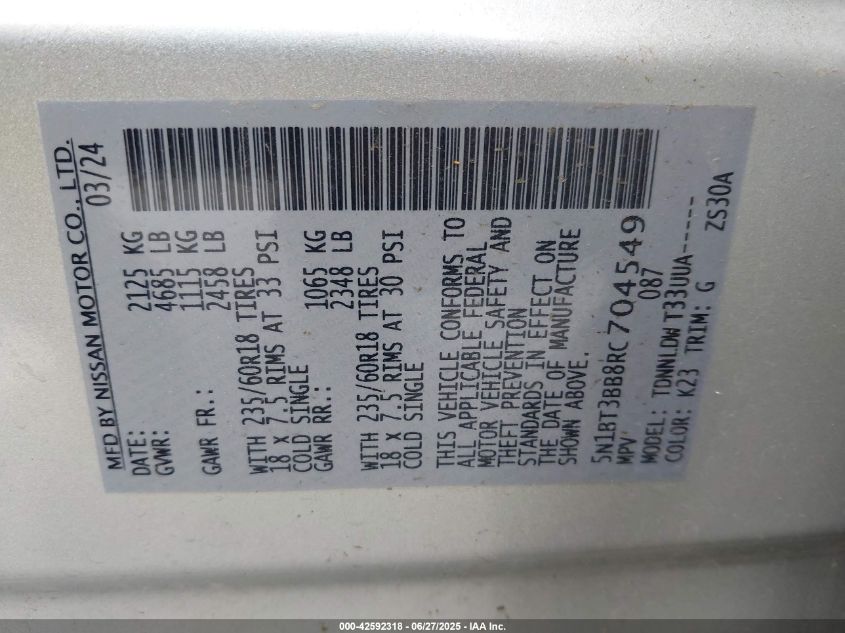 MFD BY NISSAN MOTOR CO., LTD.
DATE: 03/24
GVWR: 2125 KG
4685 LB
GAWR FR.: 1115 KG
2458 LB
WITH 235/60R18 TIRES
18 x 7.5 RIMS AT 33 PSI
COLD SINGLE
GAWR RR.: 1065 KG
2348 LB
WITH 235/60R18 TIRES
18 x 7.5 RIMS AT 30 PSI
COLD SINGLE
THIS VEHICLE CONFORMS TO
ALL APPLICABLE FEDERAL
MOTOR VEHICLE SAFETY AND
THEFT PREVENTION
STANDARDS IN EFFECT ON
THE DATE OF MANUFACTURE
SHOWN ABOVE.
5N1BT3BB8RC704549
MPV 087
MODEL: TDNNLDW T33UUA-----
COLOR: K23 TRIM: G ZS30A
000-42592318 - 06/27/2025 - IAA Inc.